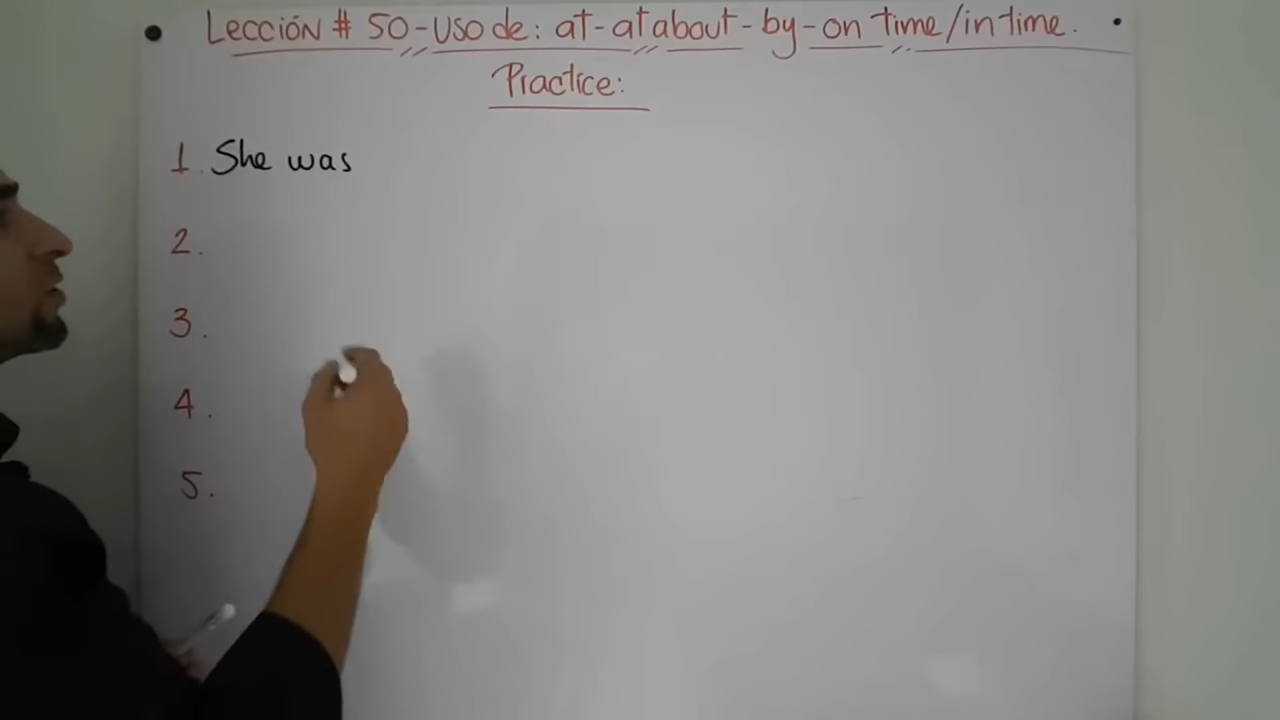 Lección # 50 - Uso de: at - at about - by - on time / in time.
Practice:
1. She was
2.
3.
4.
5.